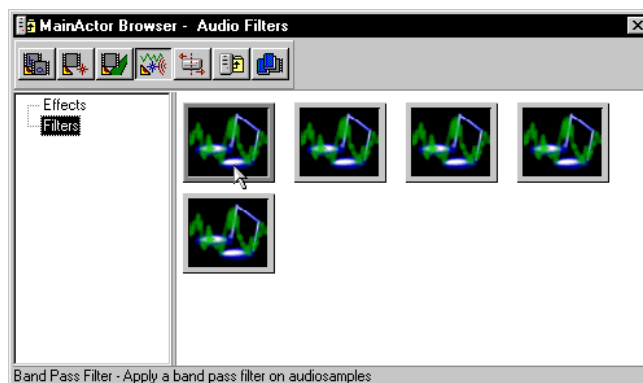 MainActor Browser - Audio Filters
Effects
Filters
Band Pass Filter - Apply a band pass filter on audiosamples